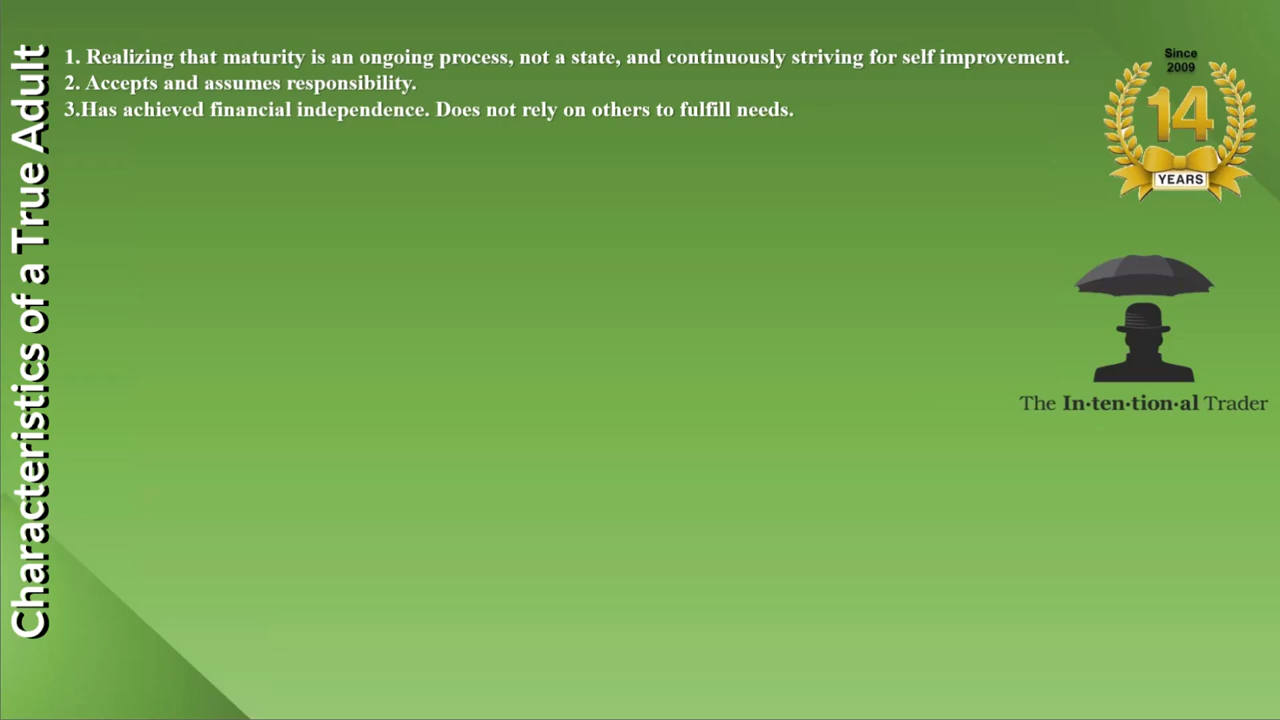 Characteristics of a True Adult
1. Realizing that maturity is an ongoing process, not a state, and continuously striving for self improvement.
2. Accepts and assumes responsibility.
3.Has achieved financial independence. Does not rely on others to fulfill needs.
Since
2009
14
YEARS
The In·ten·tion·al Trader